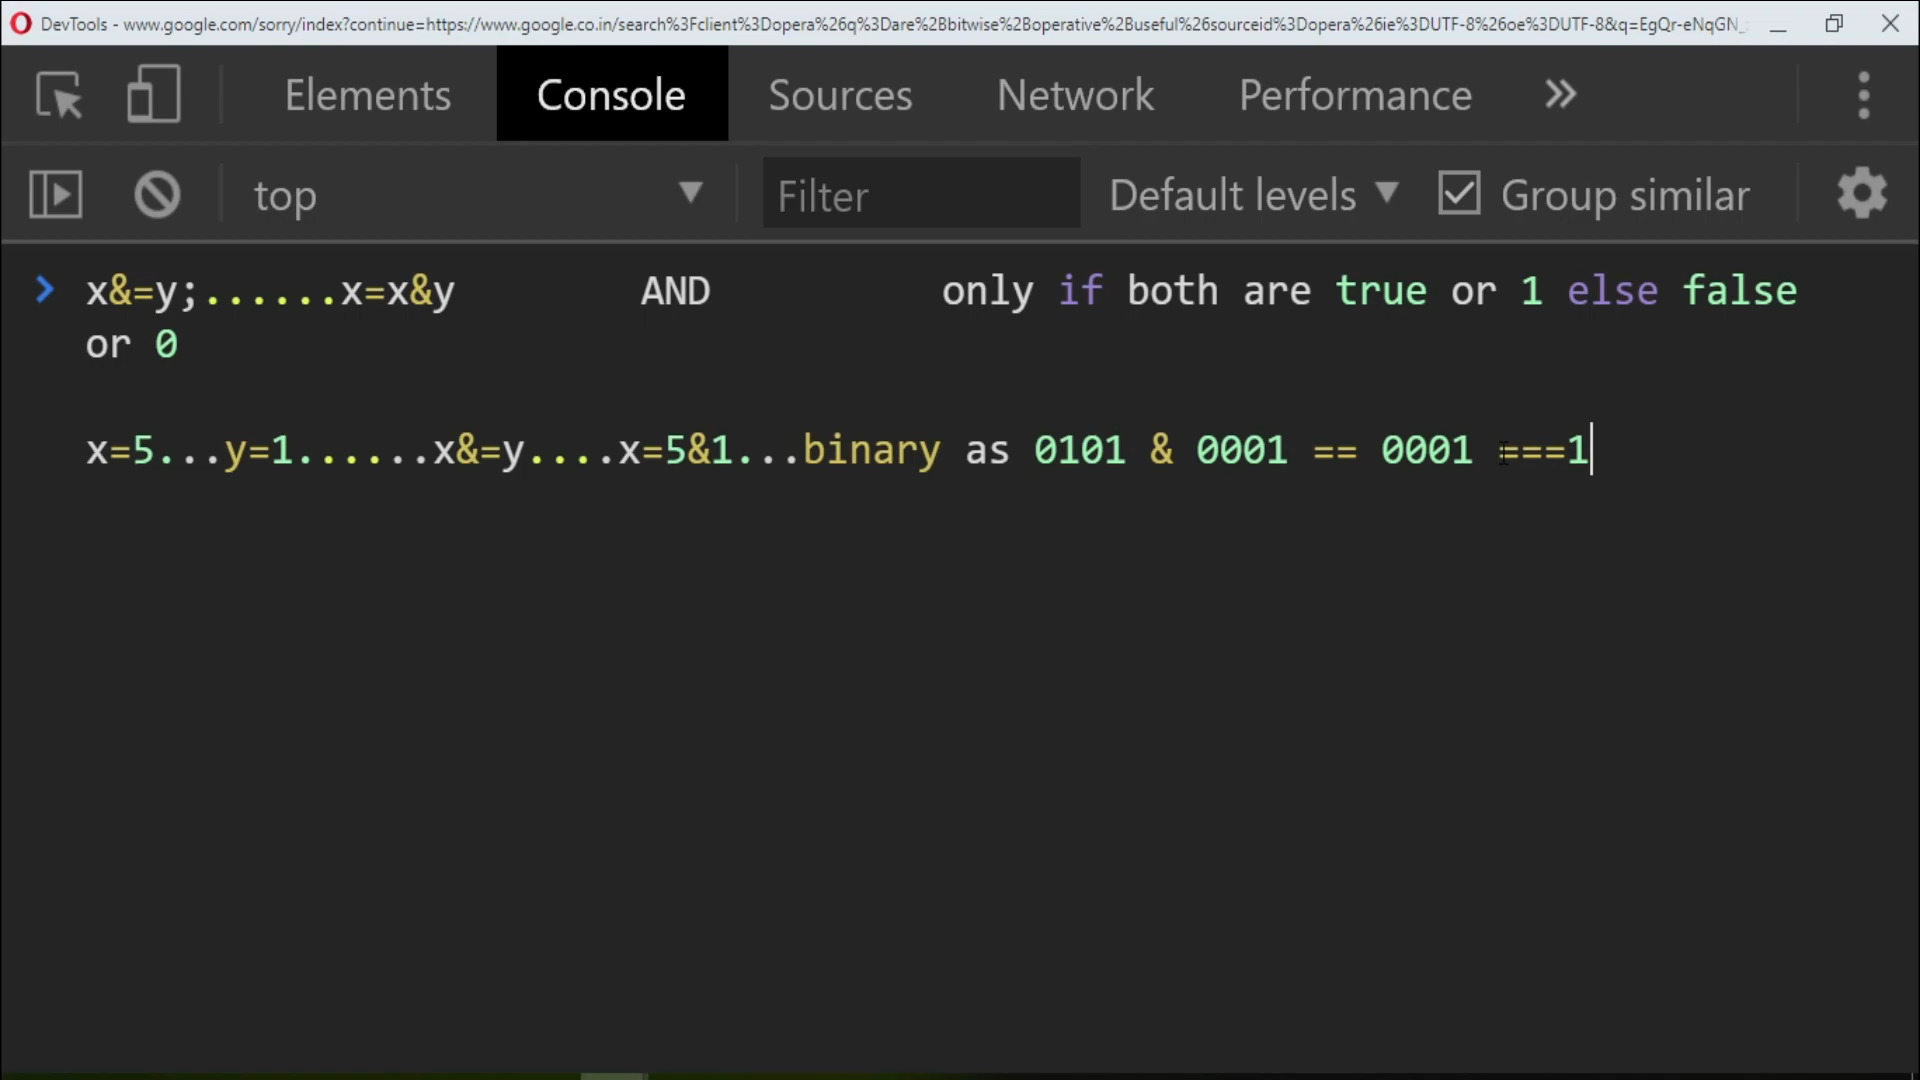 DevTools - www.google.com/sorry/index?continue=https://www.google.co.in/search%3Fclient%3Dopera%26q%3Dare%2Bbitwise%2Boperative%2Buseful%26sourceid%3Dopera%26ie%3DUTF-8%26oe%3DUTF-8&q=EgQr-eNqGN_
Elements Console Sources Network Performance »
top Filter Default levels Group similar
x&=y;......x=x&y AND only if both are true or 1 else false
or 0
x=5...y=1......x&=y....x=5&1...binary as 0101 & 0001 == 0001 ===1